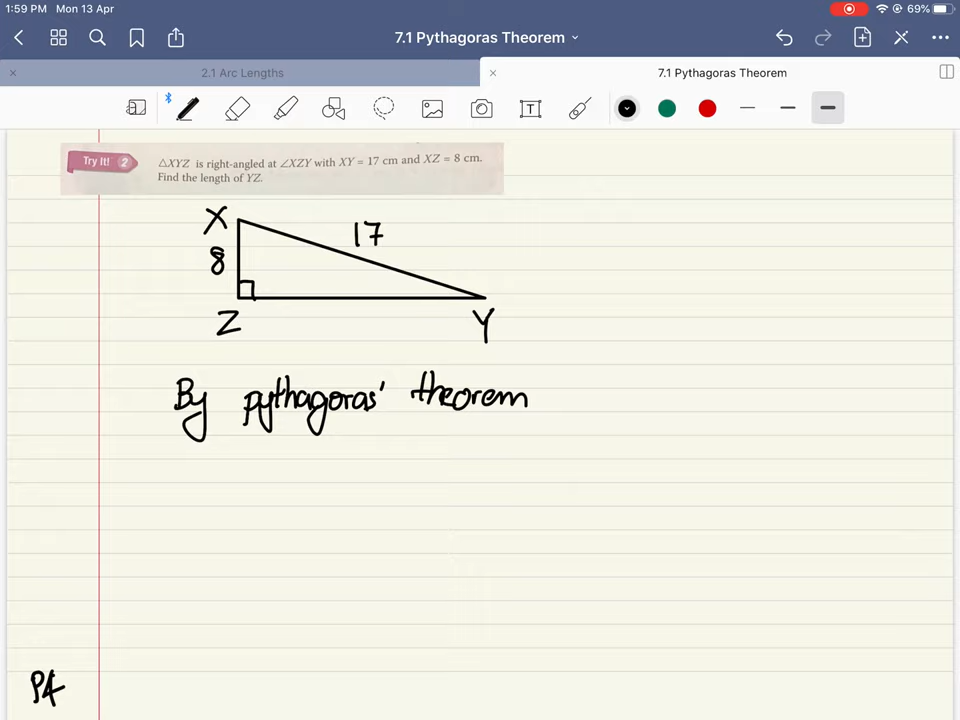 1:59 PM Mon 13 Apr
69%
7.1 Pythagoras Theorem
2.1 Arc Lengths
7.1 Pythagoras Theorem
Try It! 2
△XYZ is right-angled at ∠XZY with XY = 17 cm and XZ = 8 cm.
Find the length of YZ.
X
17
8
Z
Y
By pythagoras' theorem
P4